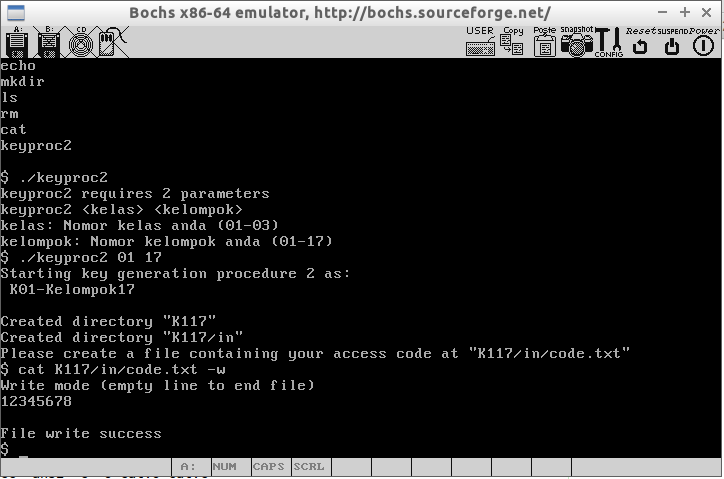 Bochs x86-64 emulator, http://bochs.sourceforge.net/
A: B: CD USER Copy Paste snapshot CONFIG Reset SUSPEND Power
echo
mkdir
ls
rm
cat
keyproc2
$ ./keyproc2
keyproc2 requires 2 parameters
keyproc2 <kelas> <kelompok>
kelas: Nomor kelas anda (01-03)
kelompok: Nomor kelompok anda (01-17)
$ ./keyproc2 01 17
Starting key generation procedure 2 as:
K01-Kelompok17
Created directory "K117"
Created directory "K117/in"
Please create a file containing your access code at "K117/in/code.txt"
$ cat K117/in/code.txt -w
Write mode (empty line to end file)
12345678
File write success
$ _
A: NUM CAPS SCRL